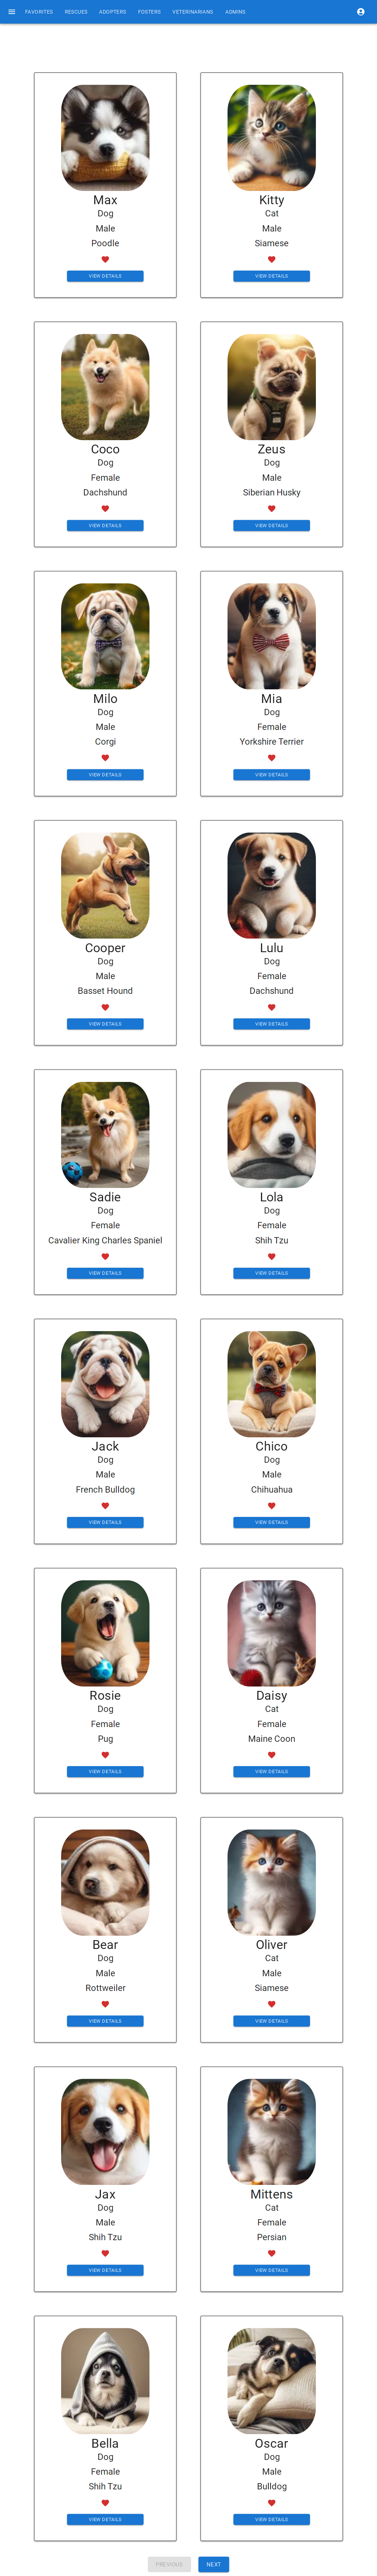 FAVORITES RESCUES ADOPTERS FOSTERS VETERINARIANS ADMINS
Max
Dog
Male
Poodle
VIEW DETAILS
Kitty
Cat
Male
Siamese
VIEW DETAILS
Coco
Dog
Female
Dachshund
VIEW DETAILS
Zeus
Dog
Male
Siberian Husky
VIEW DETAILS
Milo
Dog
Male
Corgi
VIEW DETAILS
Mia
Dog
Female
Yorkshire Terrier
VIEW DETAILS
Cooper
Dog
Male
Basset Hound
VIEW DETAILS
Lulu
Dog
Female
Dachshund
VIEW DETAILS
Sadie
Dog
Female
Cavalier King Charles Spaniel
VIEW DETAILS
Lola
Dog
Female
Shih Tzu
VIEW DETAILS
Jack
Dog
Male
French Bulldog
VIEW DETAILS
Chico
Dog
Male
Chihuahua
VIEW DETAILS
Rosie
Dog
Female
Pug
VIEW DETAILS
Daisy
Cat
Female
Maine Coon
VIEW DETAILS
Bear
Dog
Male
Rottweiler
VIEW DETAILS
Oliver
Cat
Male
Siamese
VIEW DETAILS
Jax
Dog
Male
Shih Tzu
VIEW DETAILS
Mittens
Cat
Female
Persian
VIEW DETAILS
Bella
Dog
Female
Shih Tzu
VIEW DETAILS
Oscar
Dog
Male
Bulldog
VIEW DETAILS
PREVIOUS NEXT